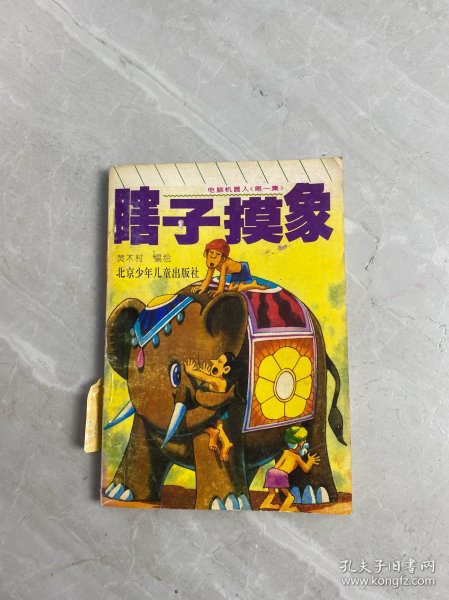 电脑机器人(第一集)
瞎子摸象
黄木村 编绘
北京少年儿童出版社
孔夫子旧书网
www.kongfz.com